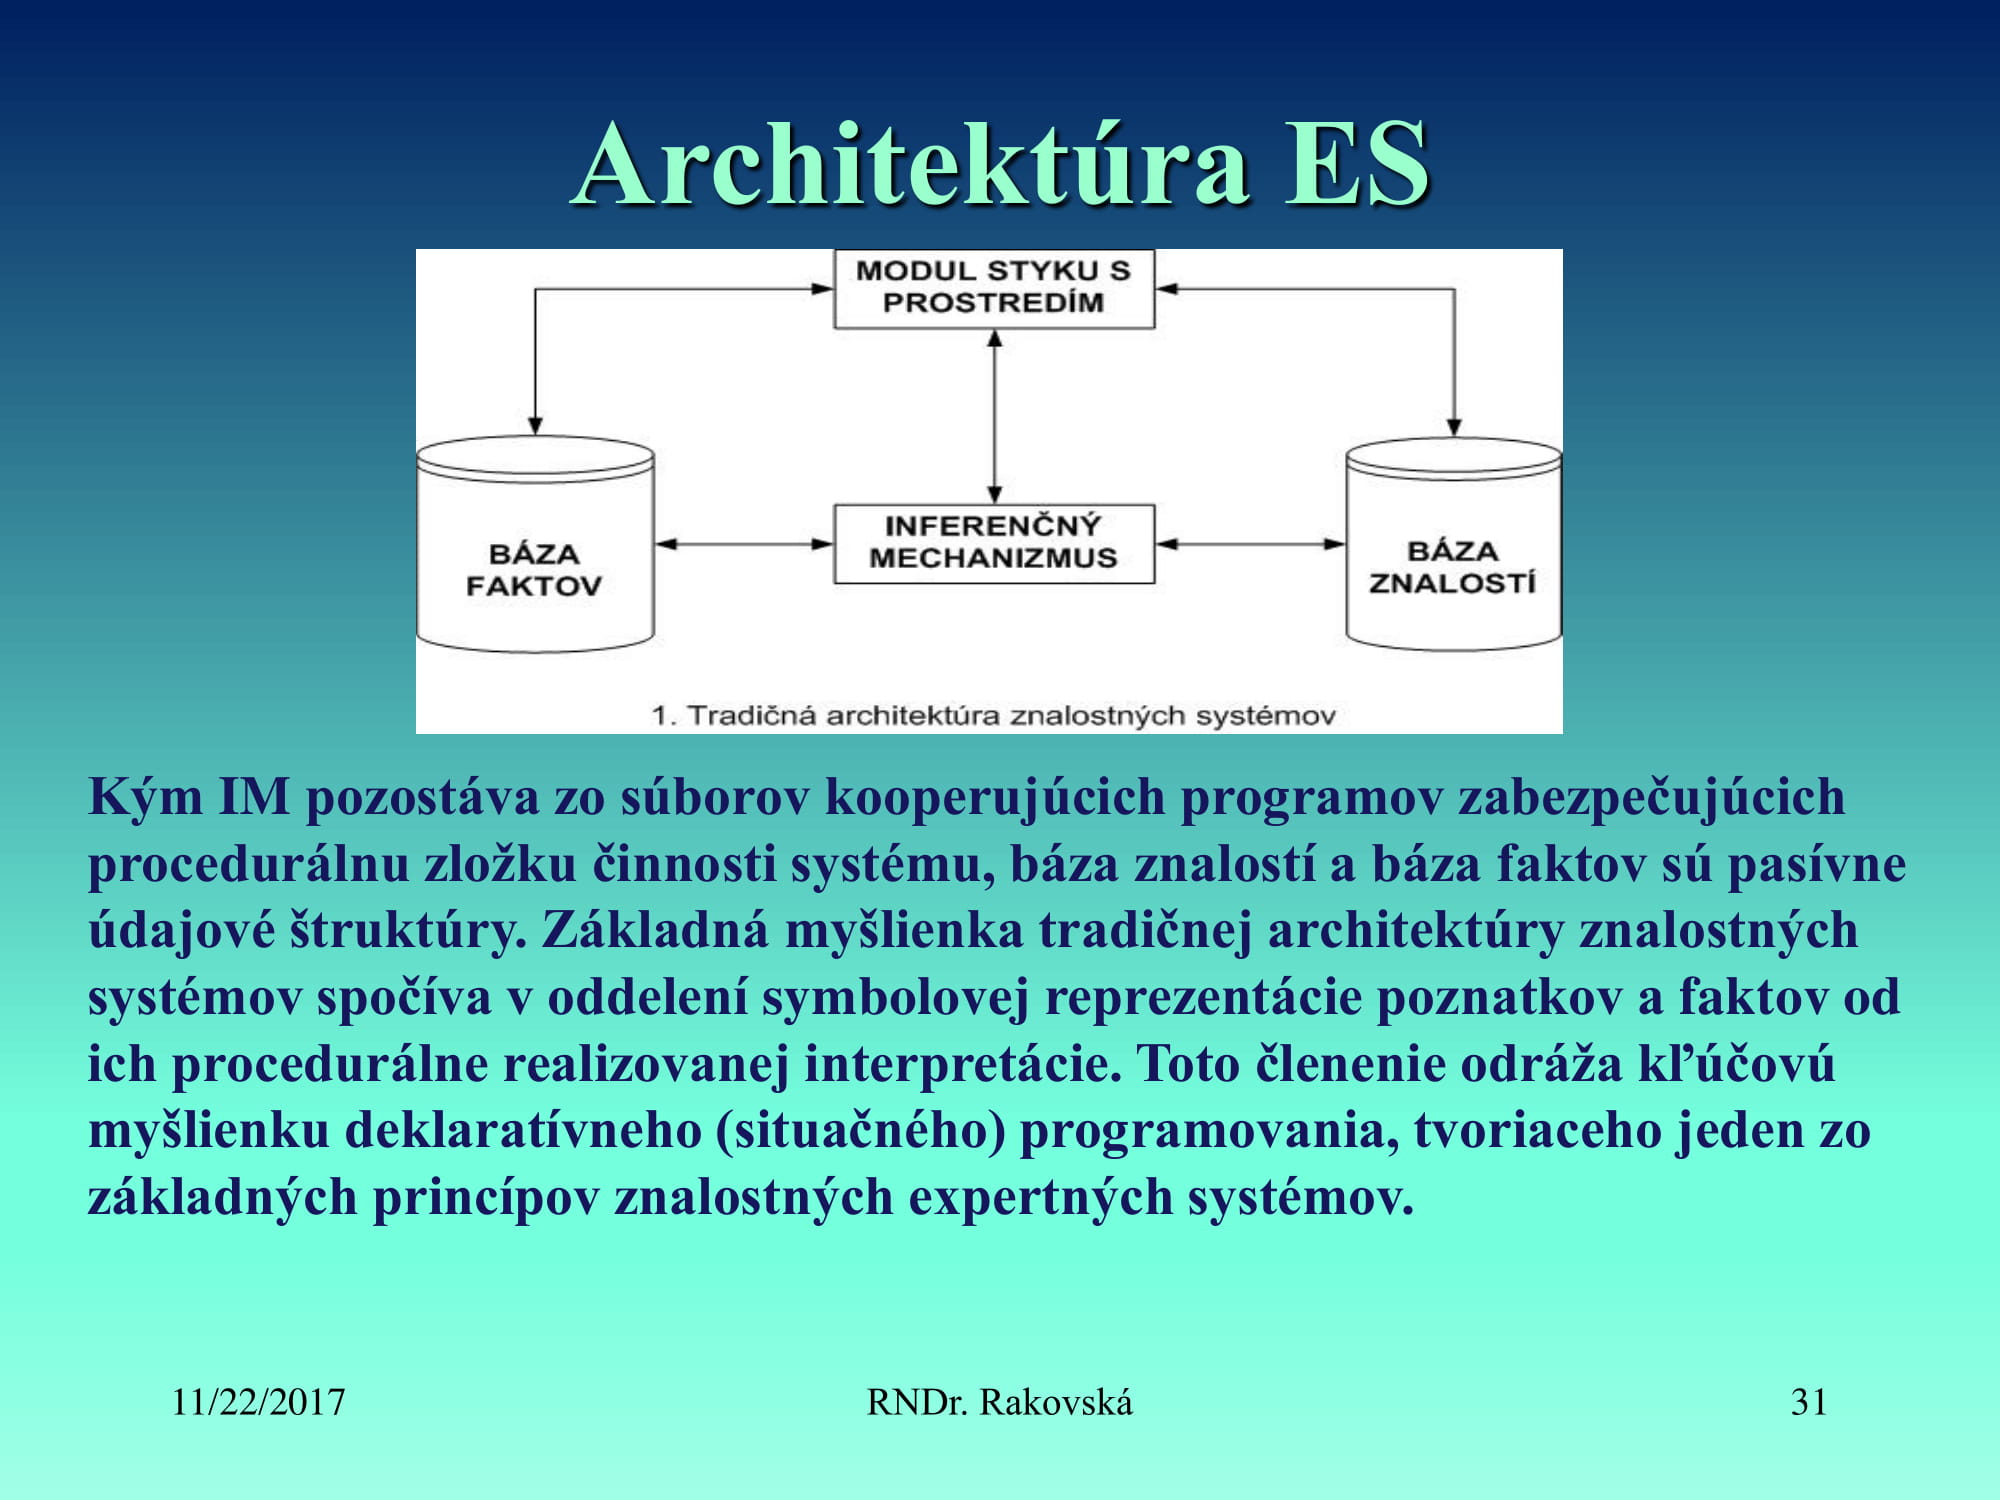 Architektúra ES
MODUL STYKU S
PROSTREDÍM
INFERENČNÝ
MECHANIZMUS
BÁZA
FAKTOV
BÁZA
ZNALOSTÍ
1. Tradičná architektúra znalostných systémov
Kým IM pozostáva zo súborov kooperujúcich programov zabezpečujúcich
procedurálnu zložku činnosti systému, báza znalostí a báza faktov sú pasívne
údajové štruktúry. Základná myšlienka tradičnej architektúry znalostných
systémov spočíva v oddelení symbolovej reprezentácie poznatkov a faktov od
ich procedurálne realizovanej interpretácie. Toto členenie odráža kľúčovú
myšlienku deklaratívneho (situačného) programovania, tvoriaceho jeden zo
základných princípov znalostných expertných systémov.
11/22/2017
RNDr. Rakovská
31